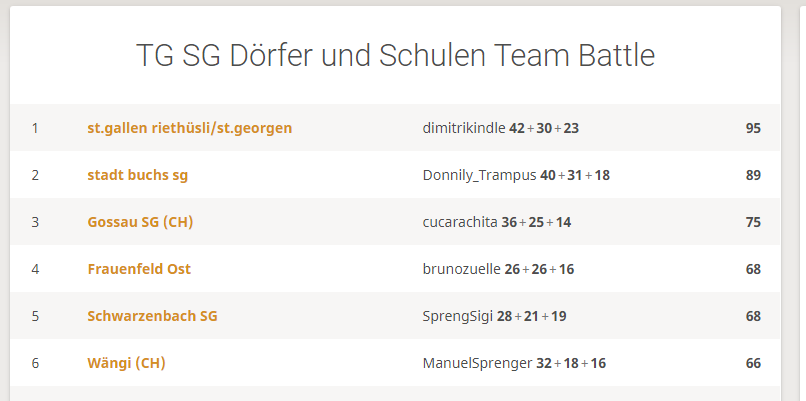 TG SG Dörfer und Schulen Team Battle
1 st.gallen riethüsli/st.georgen dimitrikindle 42+30+23 95
2 stadt buchs sg Donnily_Trampus 40+31+18 89
3 Gossau SG (CH) cucarachita 36+25+14 75
4 Frauenfeld Ost brunozuelle 26+26+16 68
5 Schwarzenbach SG SprengSigi 28+21+19 68
6 Wängi (CH) ManuelSprenger 32+18+16 66